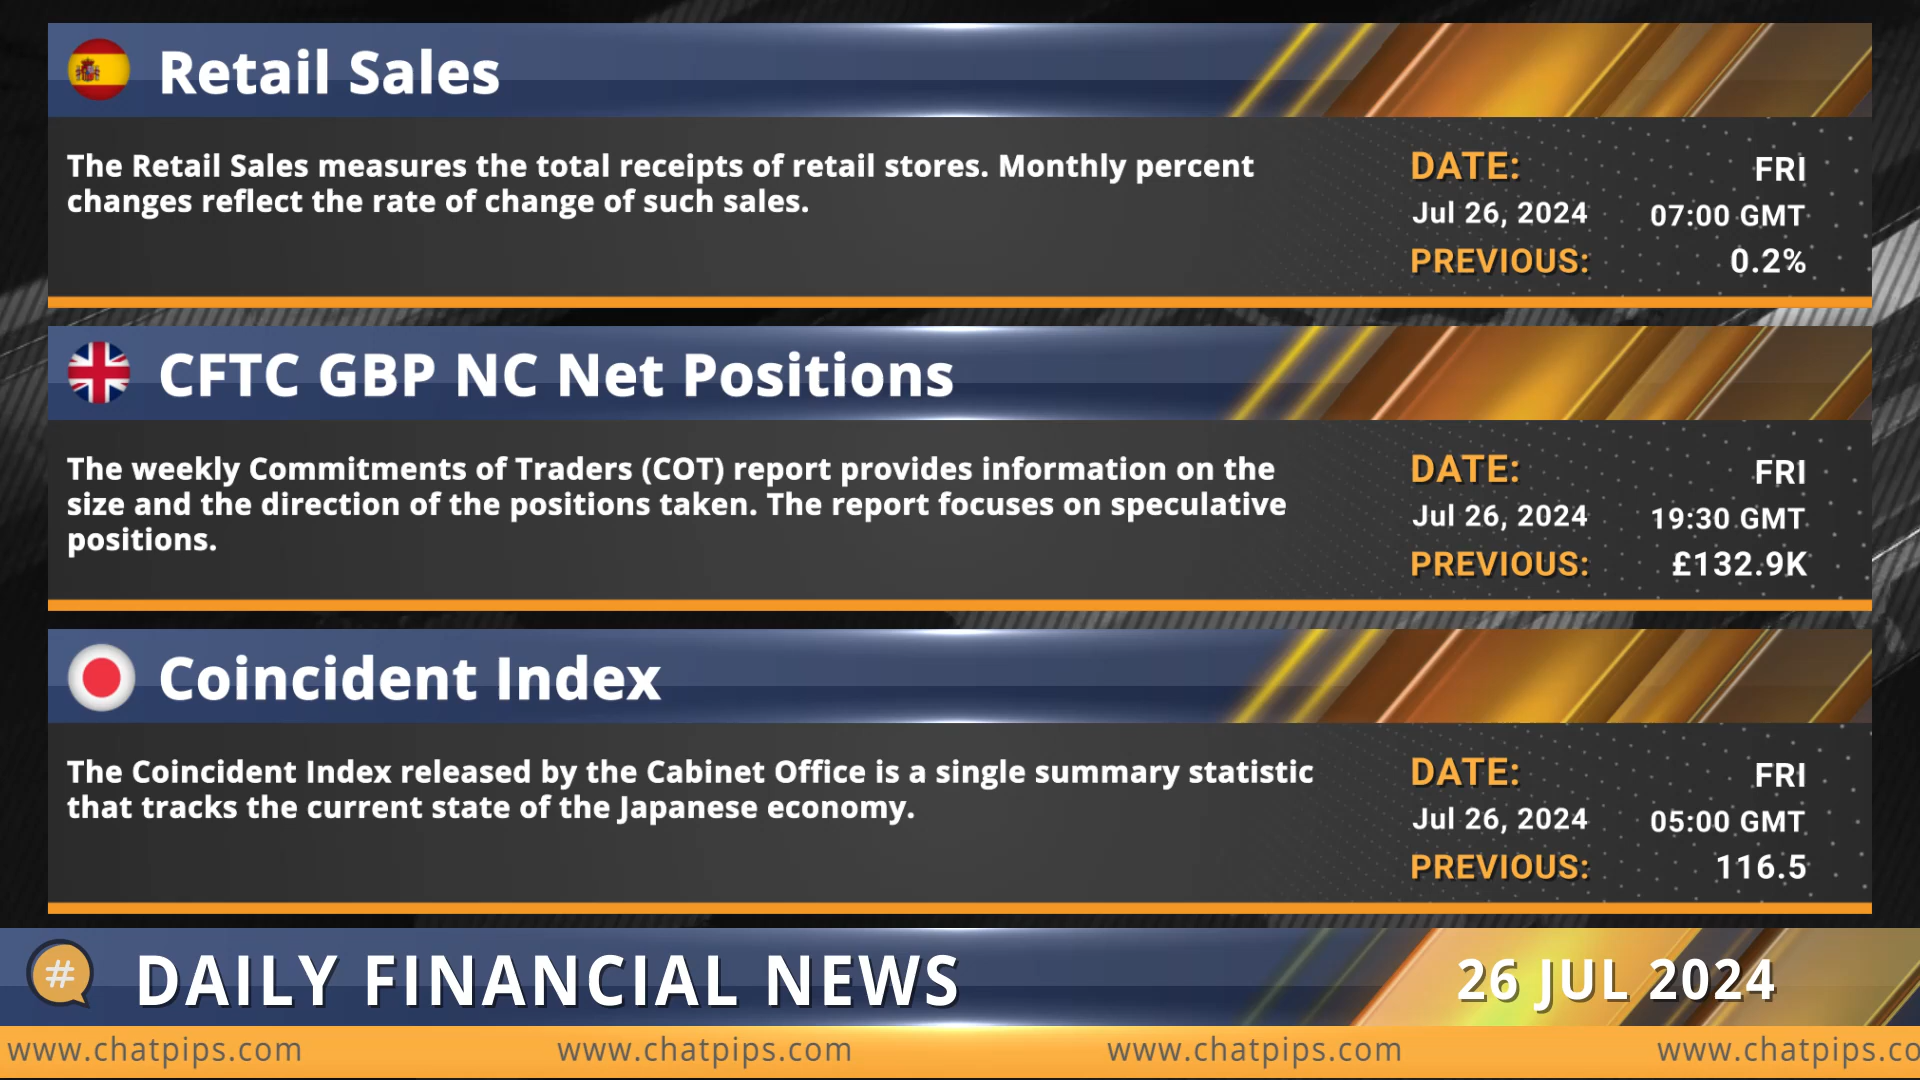 Retail Sales
The Retail Sales measures the total receipts of retail stores. Monthly percent
changes reflect the rate of change of such sales.
DATE: FRI
Jul 26, 2024 07:00 GMT
PREVIOUS: 0.2%
CFTC GBP NC Net Positions
The weekly Commitments of Traders (COT) report provides information on the
size and the direction of the positions taken. The report focuses on speculative
positions.
DATE: FRI
Jul 26, 2024 19:30 GMT
PREVIOUS: £132.9K
Coincident Index
The Coincident Index released by the Cabinet Office is a single summary statistic
that tracks the current state of the Japanese economy.
DATE: FRI
Jul 26, 2024 05:00 GMT
PREVIOUS: 116.5
# DAILY FINANCIAL NEWS 26 JUL 2024
www.chatpips.com www.chatpips.com www.chatpips.com www.chatpips.co